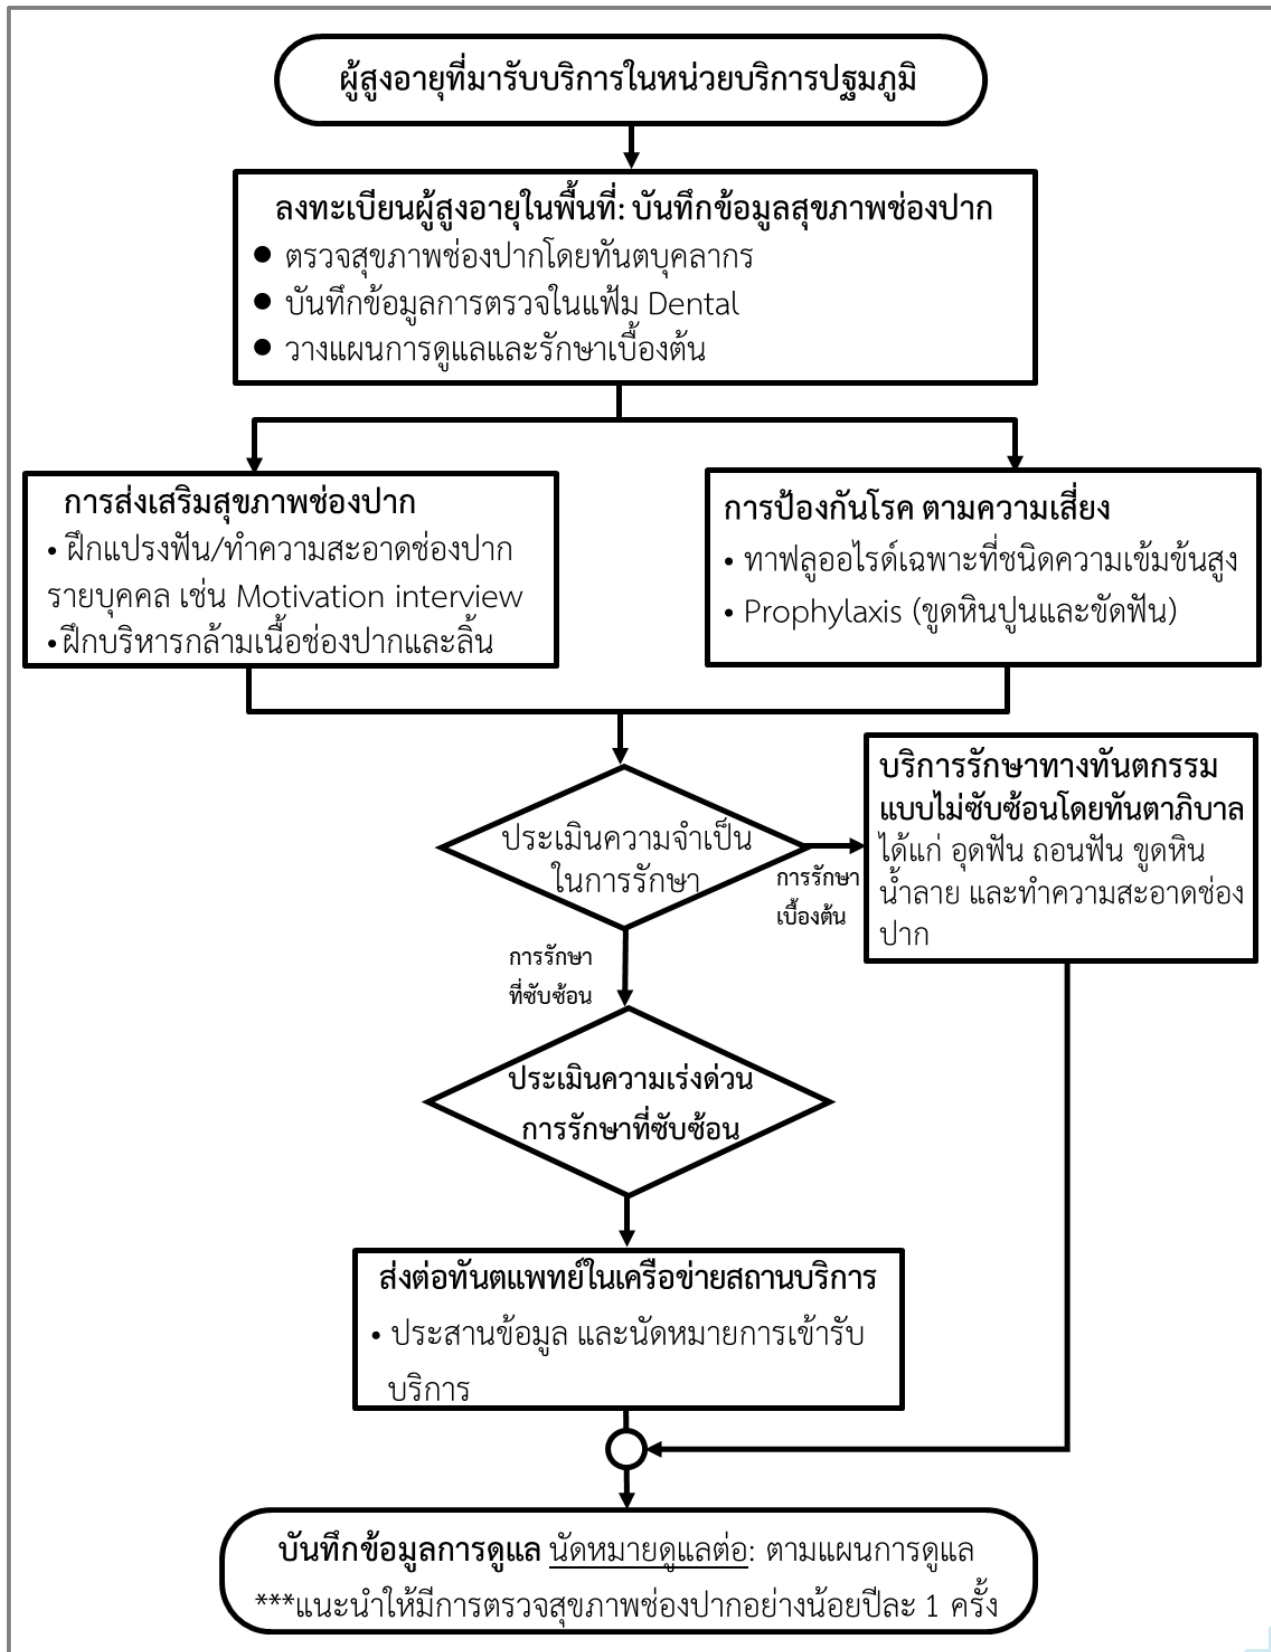 ผู้สูงอายุที่มารับบริการในหน่วยบริการปฐมภูมิ
ลงทะเบียนผู้สูงอายุในพื้นที่: บันทึกข้อมูลสุขภาพช่องปาก
● ตรวจสุขภาพช่องปากโดยทันตบุคลากร
● บันทึกข้อมูลการตรวจในแฟ้ม Dental
● วางแผนการดูแลและรักษาเบื้องต้น
การส่งเสริมสุขภาพช่องปาก
• ฝึกแปรงฟัน/ทำความสะอาดช่องปาก
รายบุคคล เช่น Motivation interview
• ฝึกบริหารกล้ามเนื้อช่องปากและลิ้น
การป้องกันโรค ตามความเสี่ยง
• ทาฟลูออไรด์เฉพาะที่ชนิดความเข้มข้นสูง
• Prophylaxis (ขูดหินปูนและขัดฟัน)
ประเมินความจำเป็น
ในการรักษา
การรักษา
เบื้องต้น
บริการรักษาทางทันตกรรม
แบบไม่ซับซ้อนโดยทันตาภิบาล
ได้แก่ อุดฟัน ถอนฟัน ขูดหิน
น้ำลาย และทำความสะอาดช่อง
ปาก
การรักษา
ที่ซับซ้อน
ประเมินความเร่งด่วน
การรักษาที่ซับซ้อน
ส่งต่อทันตแพทย์ในเครือข่ายสถานบริการ
• ประสานข้อมูล และนัดหมายการเข้ารับ
บริการ
บันทึกข้อมูลการดูแล นัดหมายดูแลต่อ: ตามแผนการดูแล
***แนะนำให้มีการตรวจสุขภาพช่องปากอย่างน้อยปีละ 1 ครั้ง